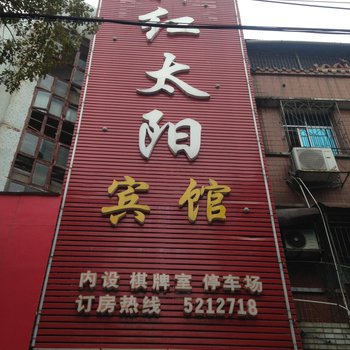 红太阳
宾馆
内设 棋牌室 停车场
订房热线 5212718